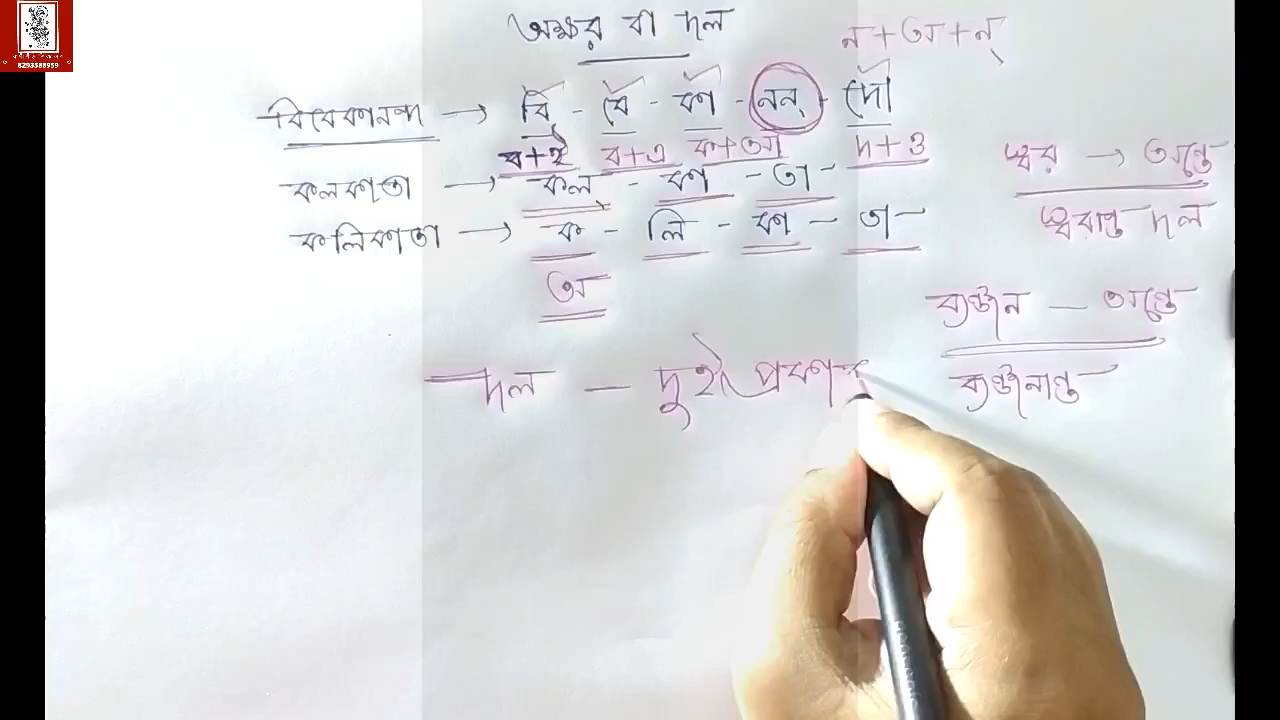 অক্ষর বা দল
ন + অ + ন্
বিবেকানন্দ → বি - বে - কা - নন্ - দো
ব+ই ব+এ ক+আ দ+ও
কলকাতা → কল্ - কা - তা -
কলিকাতা → ক - লি - কা - তা -
অ
স্বর → অন্তে
স্বরান্ত দল
ব্যঞ্জন — অন্তে
ব্যঞ্জনান্ত
দল — দুই প্রকার
8293588959